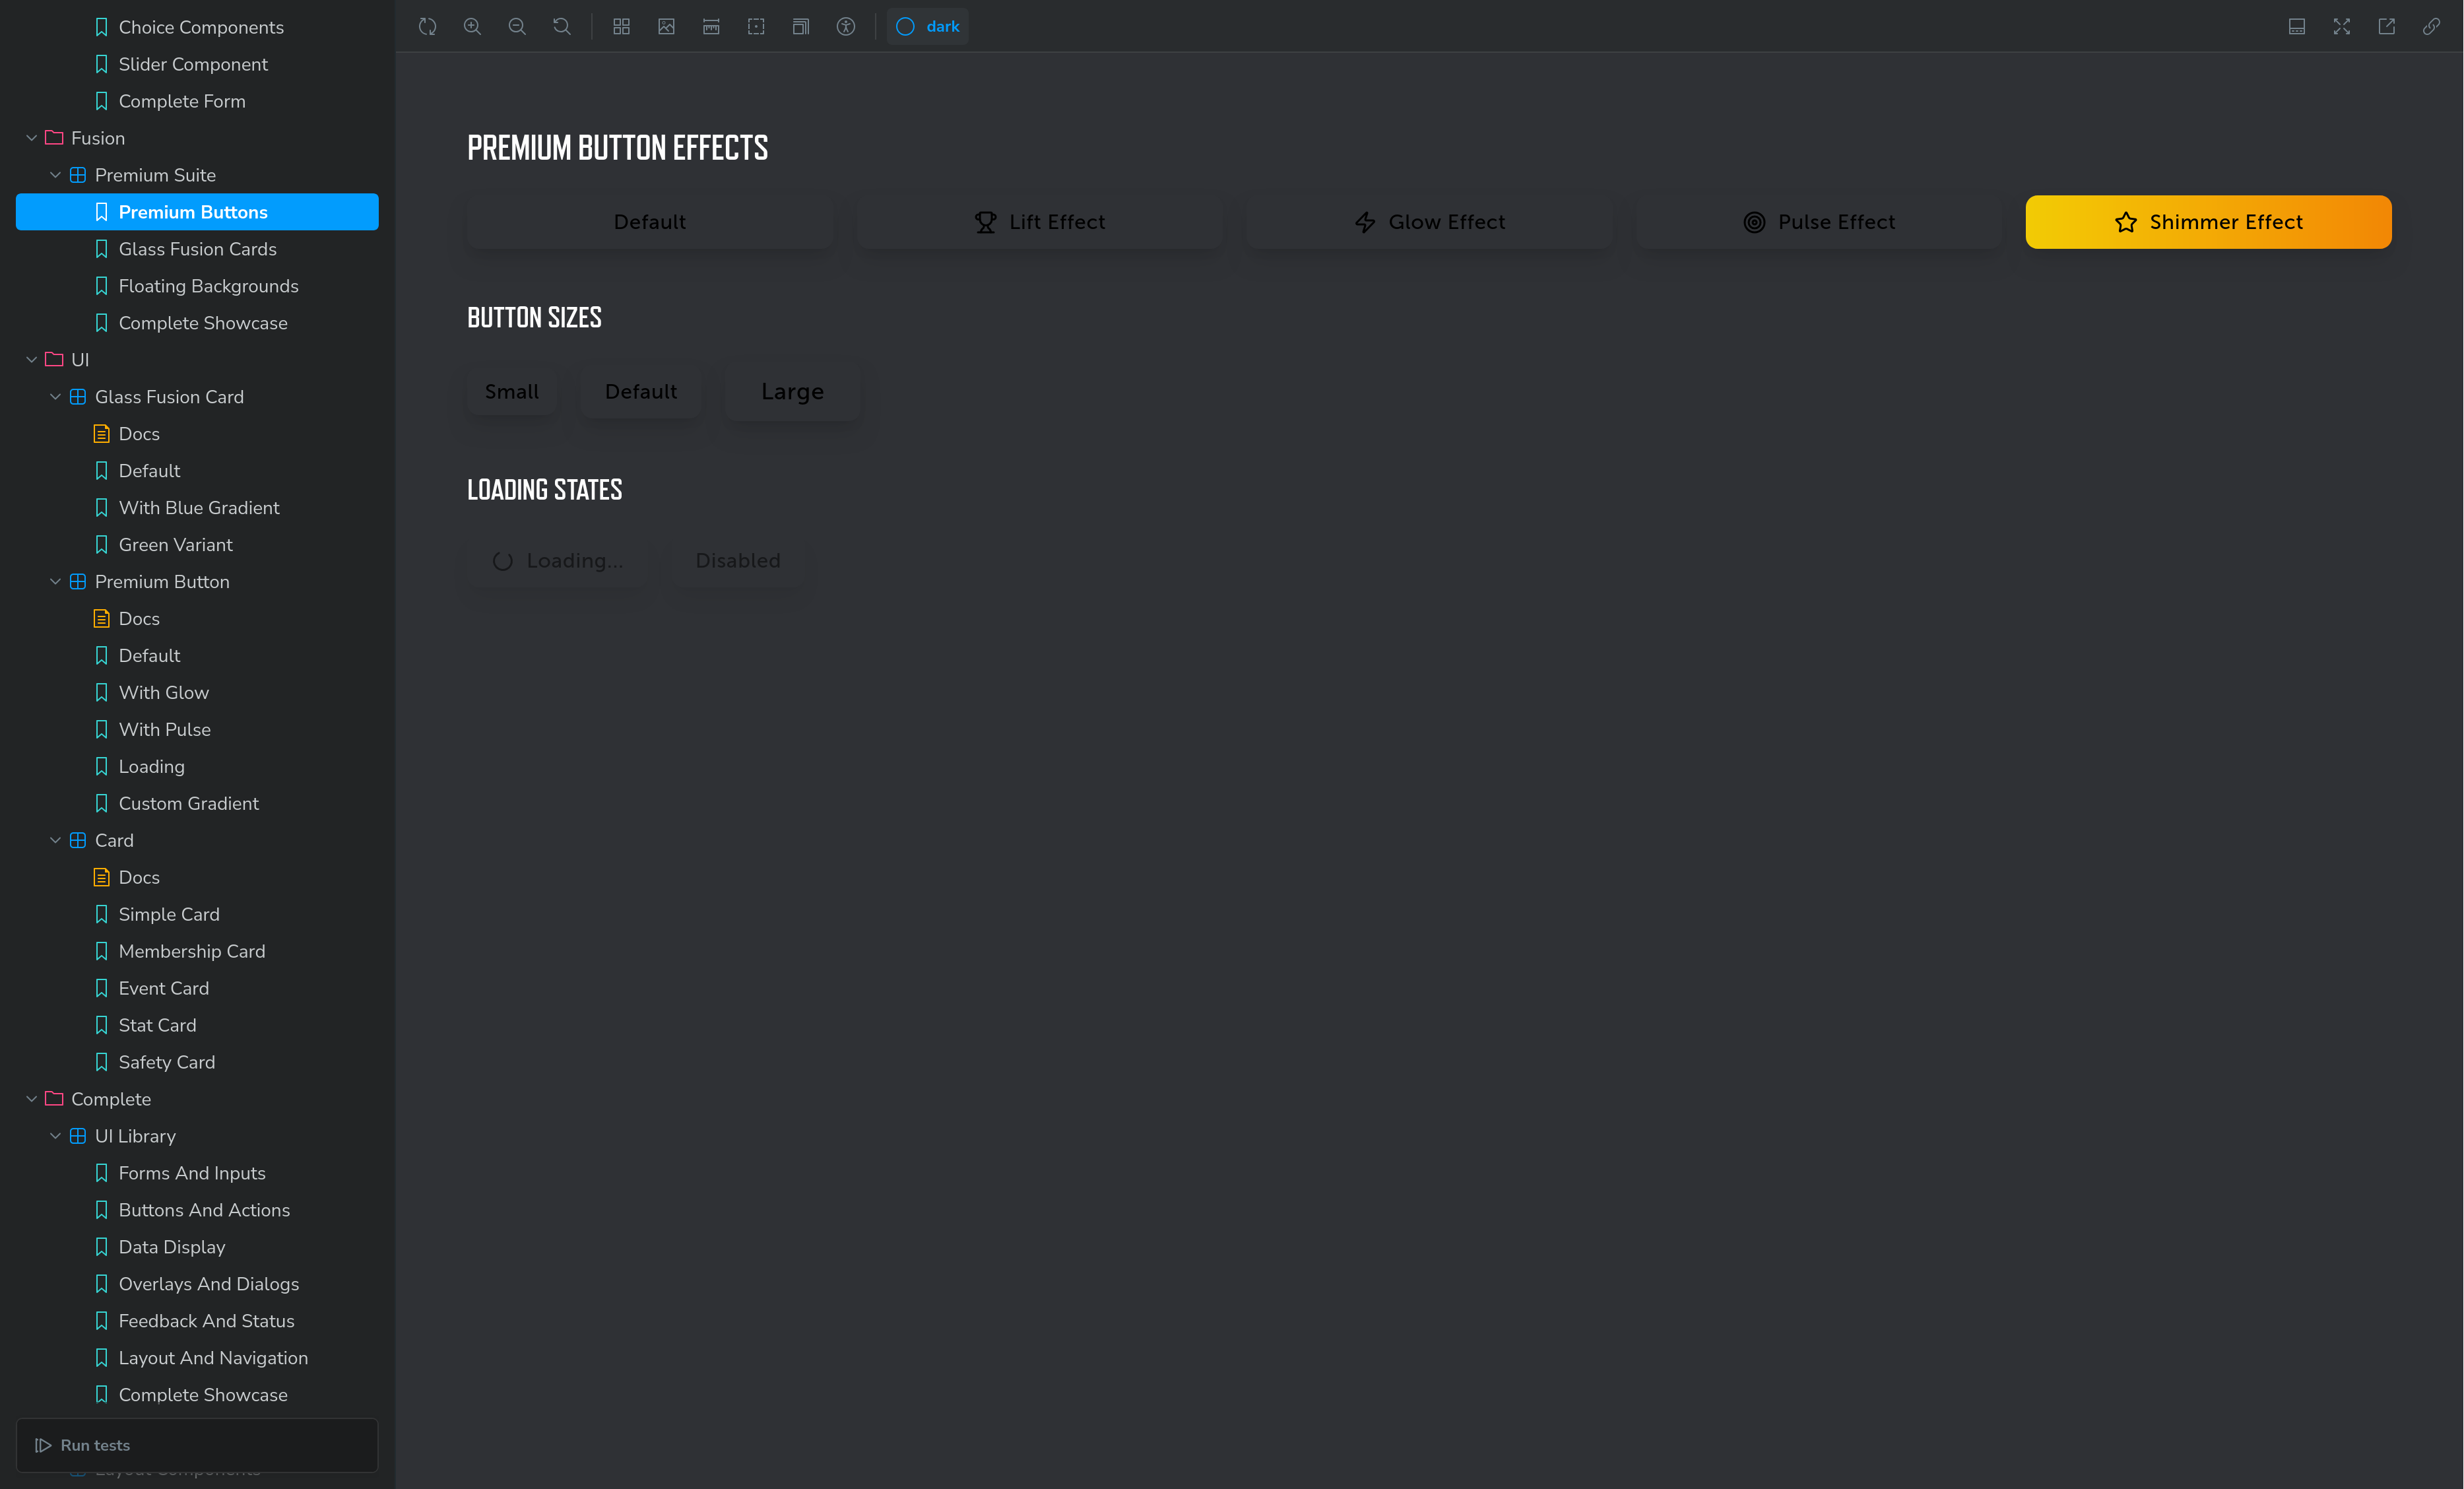 Choice Components
Slider Component
Complete Form
Fusion
Premium Suite
Premium Buttons
Glass Fusion Cards
Floating Backgrounds
Complete Showcase
UI
Glass Fusion Card
Docs
Default
With Blue Gradient
Green Variant
Premium Button
Docs
Default
With Glow
With Pulse
Loading
Custom Gradient
Card
Docs
Simple Card
Membership Card
Event Card
Stat Card
Safety Card
Complete
UI Library
Forms And Inputs
Buttons And Actions
Data Display
Overlays And Dialogs
Feedback And Status
Layout And Navigation
Complete Showcase
Run tests
Layout Components
dark
PREMIUM BUTTON EFFECTS
Default Lift Effect Glow Effect Pulse Effect Shimmer Effect
BUTTON SIZES
Small Default Large
LOADING STATES
Loading... Disabled